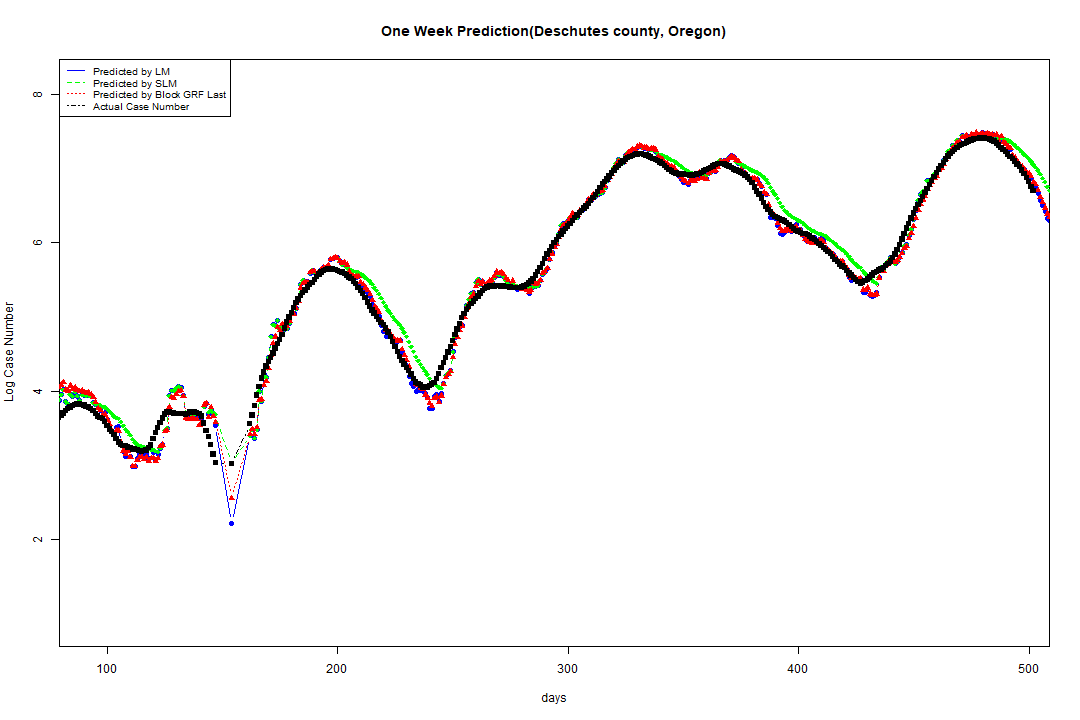 One Week Prediction(Deschutes county, Oregon)
Predicted by LM
Predicted by SLM
Predicted by Block GRF Last
Actual Case Number
8
6
4
2
Log Case Number
100 200 300 400 500
days